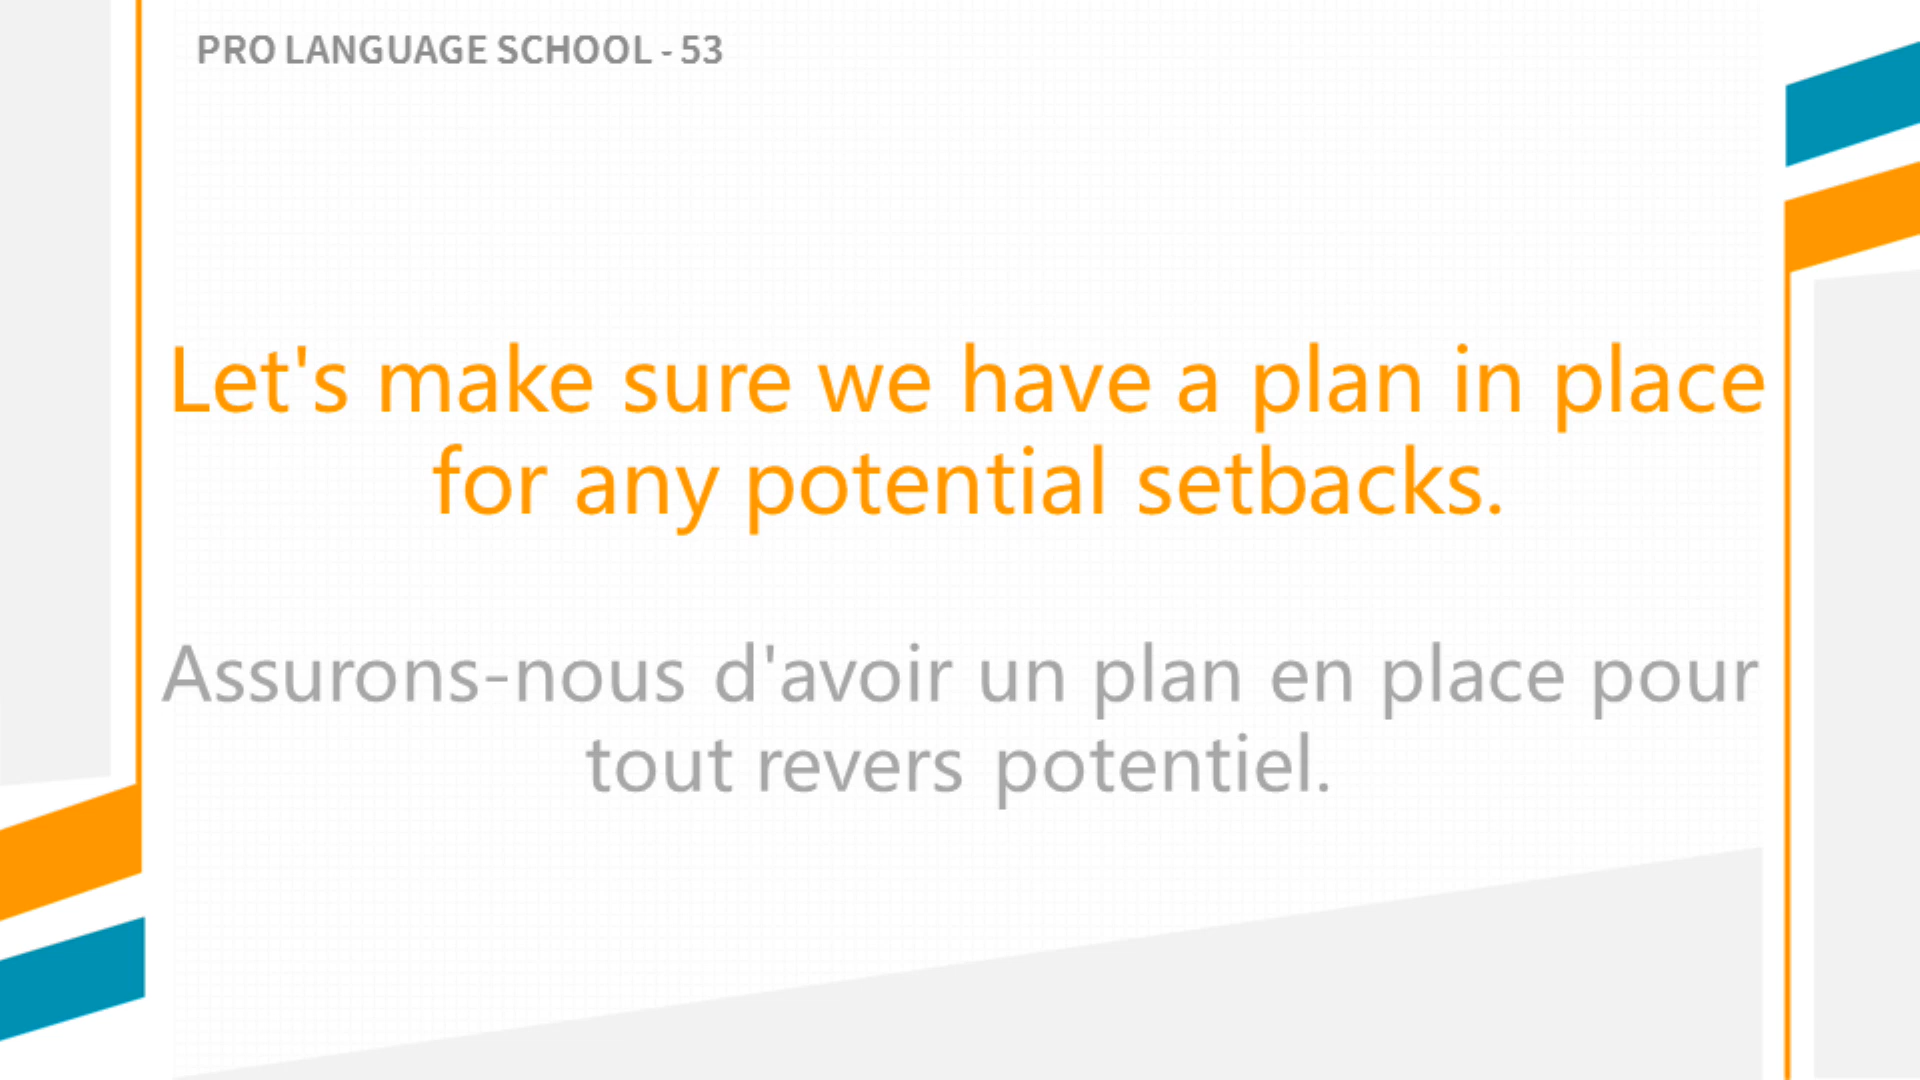 PRO LANGUAGE SCHOOL - 53
Let's make sure we have a plan in place
for any potential setbacks.
Assurons-nous d'avoir un plan en place pour
tout revers potentiel.